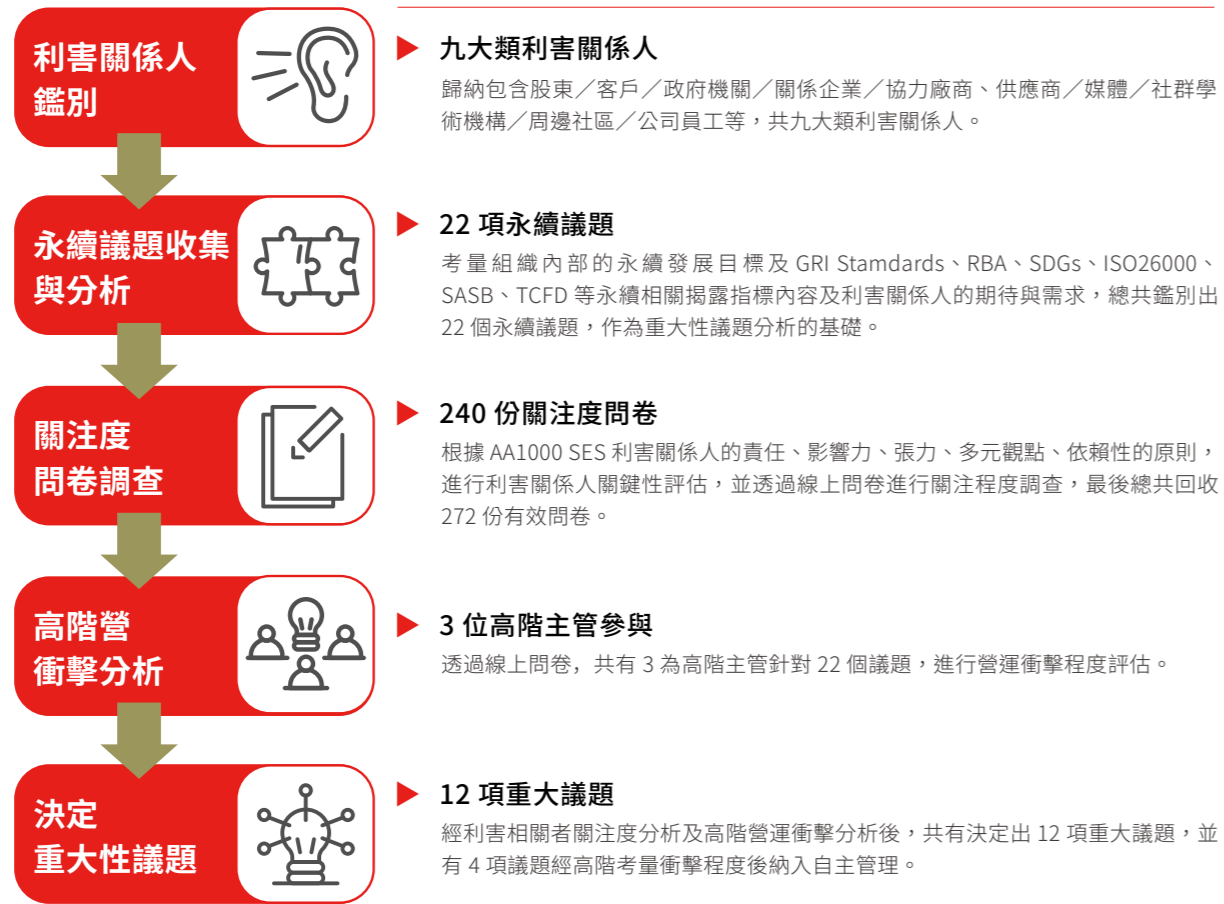 利害關係人
鑑別
九大類利害關係人
歸納包含股東／客戶／政府機關／關係企業／協力廠商、供應商／媒體／社群學
術機構／周邊社區／公司員工等，共九大類利害關係人。
永續議題收集
與分析
22 項永續議題
考量組織內部的永續發展目標及 GRI Stamdards、RBA、SDGs、ISO26000、
SASB、TCFD 等永續相關揭露指標內容及利害關係人的期待與需求，總共鑑別出
22 個永續議題，作為重大性議題分析的基礎。
關注度
問卷調查
240 份關注度問卷
根據 AA1000 SES 利害關係人的責任、影響力、張力、多元觀點、依賴性的原則，
進行利害關係人關鍵性評估，並透過線上問卷進行關注程度調查，最後總共回收
272 份有效問卷。
高階營
衝擊分析
3 位高階主管參與
透過線上問卷, 共有 3 為高階主管針對 22 個議題，進行營運衝擊程度評估。
決定
重大性議題
12 項重大議題
經利害相關者關注度分析及高階營運衝擊分析後，共有決定出 12 項重大議題，並
有 4 項議題經高階考量衝擊程度後納入自主管理。